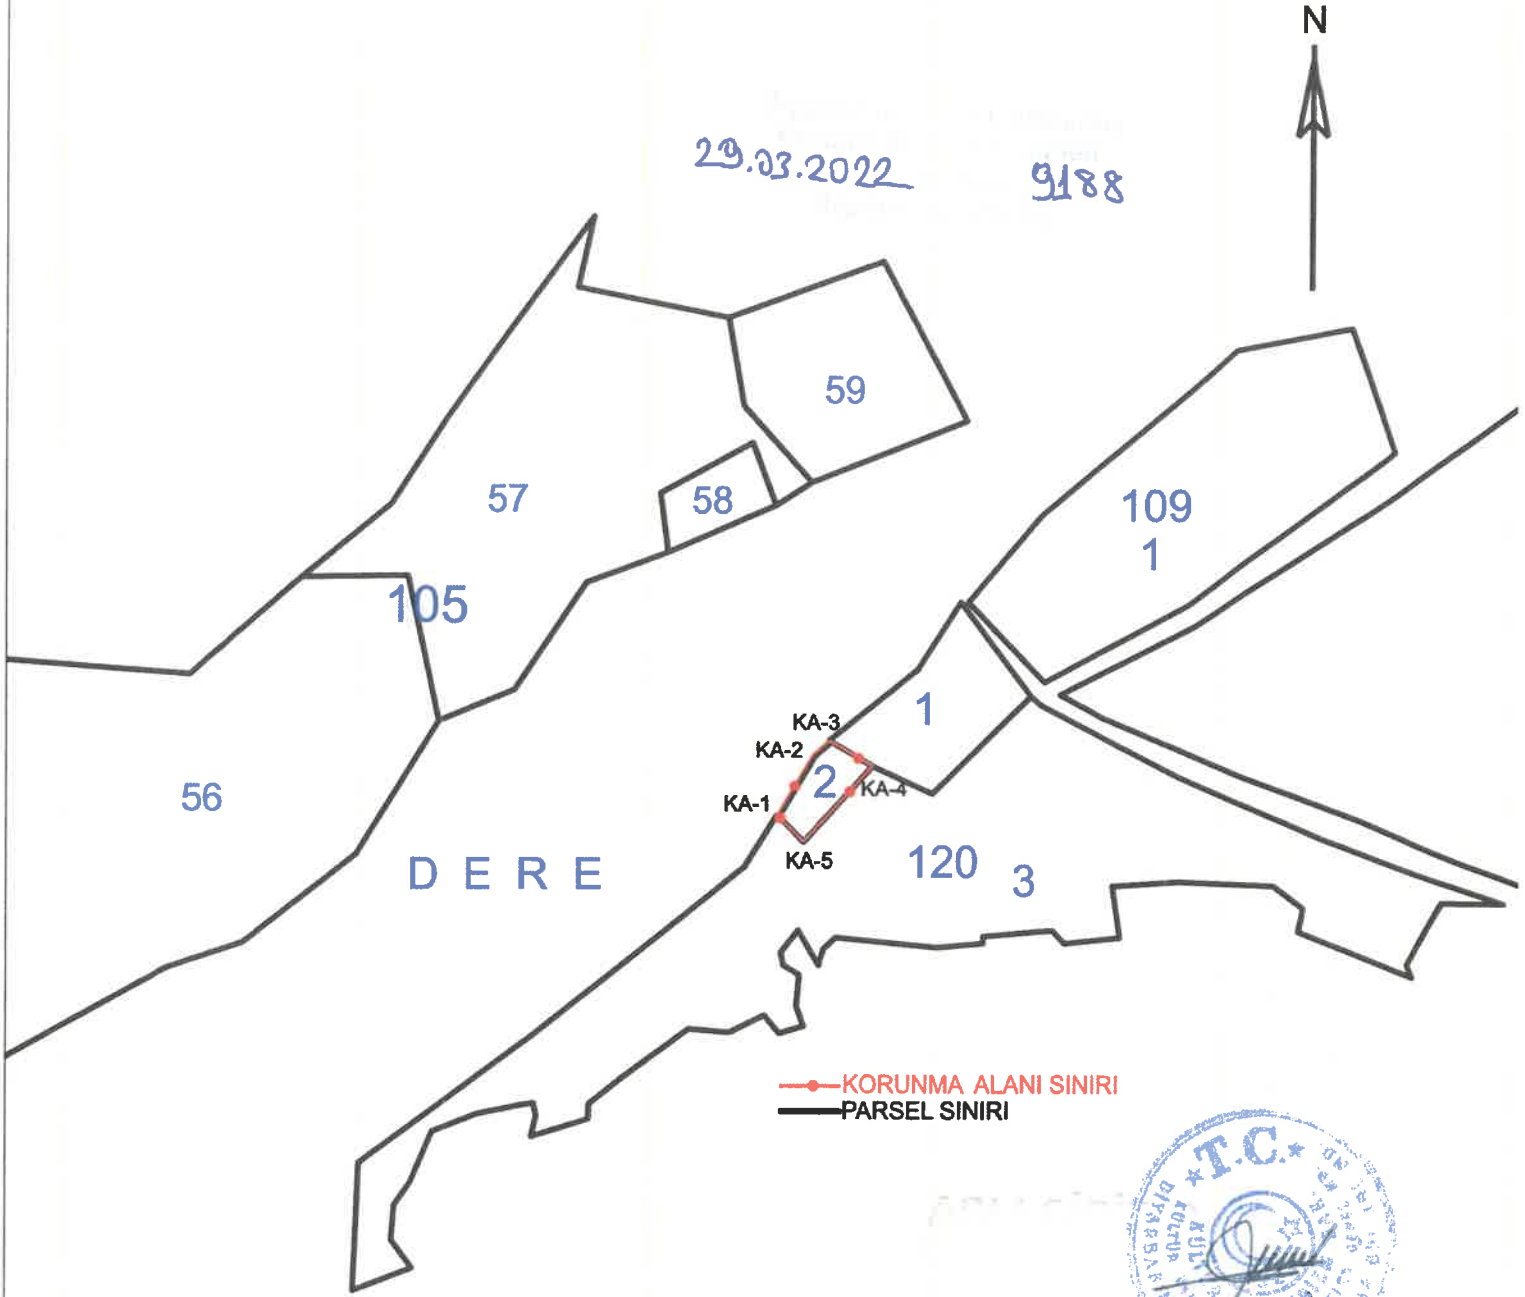 N
29.03.2022 9188
59
57
58
109
1
105
1
KA-3
KA-2
2
KA-4
KA-1
56
KA-5
DERE
120
3
KORUNMA ALANI SINIRI
PARSEL SINIRI
T.C.